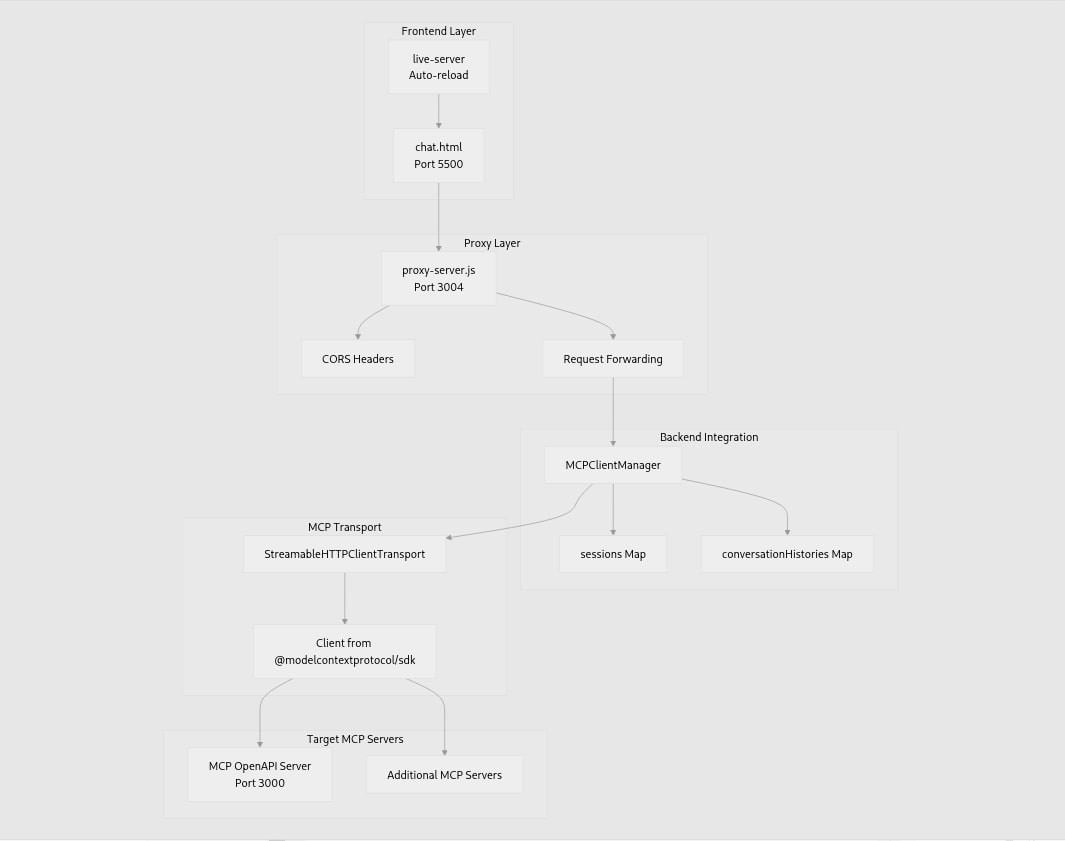 Frontend Layer
live-server
Auto-reload
chat.html
Port 5500
Proxy Layer
proxy-server.js
Port 3004
CORS Headers
Request Forwarding
Backend Integration
MCPClientManager
MCP Transport
StreamableHTTPClientTransport
sessions Map
conversationHistories Map
Client from
@modelcontextprotocol/sdk
Target MCP Servers
MCP OpenAPI Server
Port 3000
Additional MCP Servers